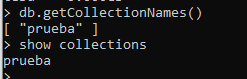 > db.getCollectionNames()
[ "prueba" ]
> show collections
prueba
>